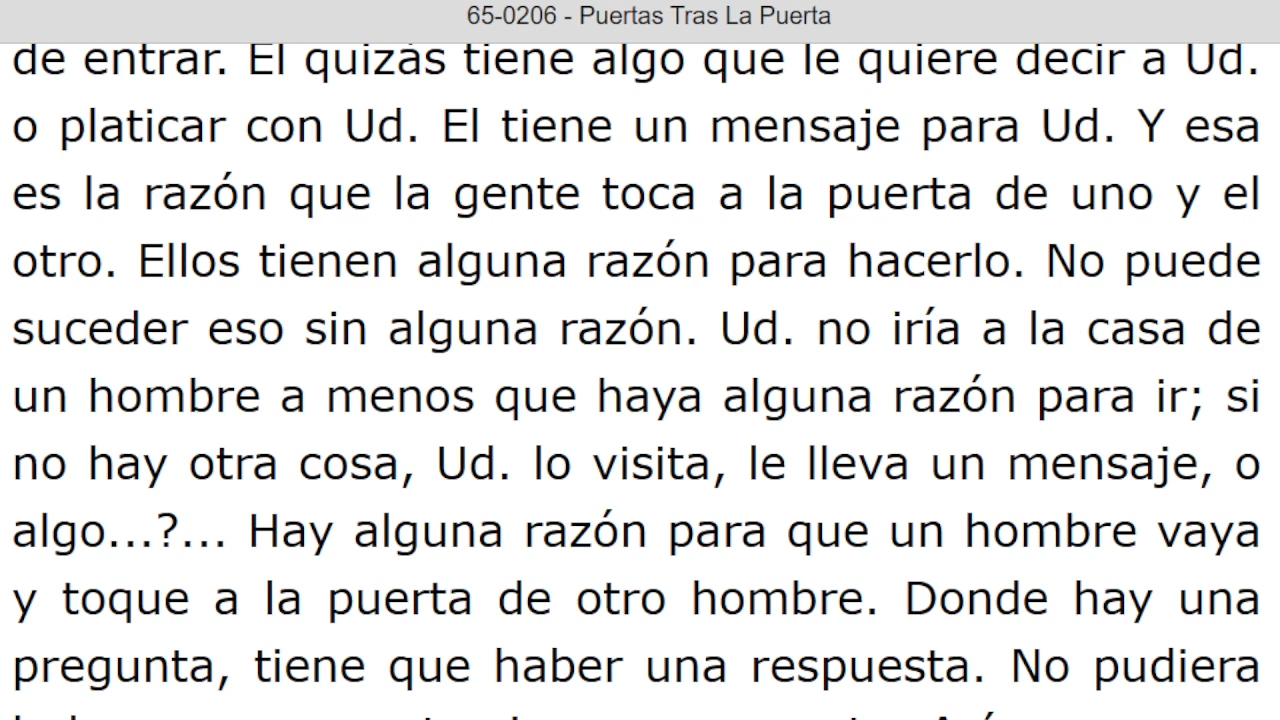 65-0206 - Puertas Tras La Puerta
de entrar. El quizás tiene algo que le quiere decir a Ud.
o platicar con Ud. El tiene un mensaje para Ud. Y esa
es la razón que la gente toca a la puerta de uno y el
otro. Ellos tienen alguna razón para hacerlo. No puede
suceder eso sin alguna razón. Ud. no iría a la casa de
un hombre a menos que haya alguna razón para ir; si
no hay otra cosa, Ud. lo visita, le lleva un mensaje, o
algo...?... Hay alguna razón para que un hombre vaya
y toque a la puerta de otro hombre. Donde hay una
pregunta, tiene que haber una respuesta. No pudiera